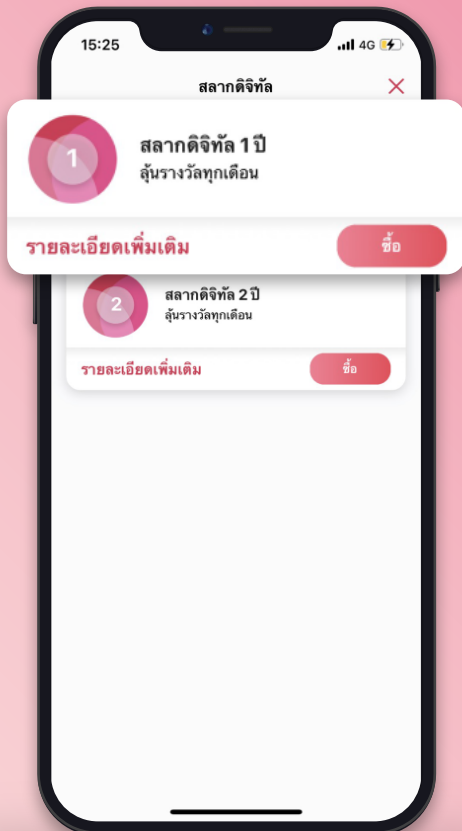 15:25
4G
สลากดิจิทัล
1
สลากดิจิทัล 1 ปี
ลุ้นรางวัลทุกเดือน
รายละเอียดเพิ่มเติม
ซื้อ
2
สลากดิจิทัล 2 ปี
ลุ้นรางวัลทุกเดือน
รายละเอียดเพิ่มเติม
ซื้อ